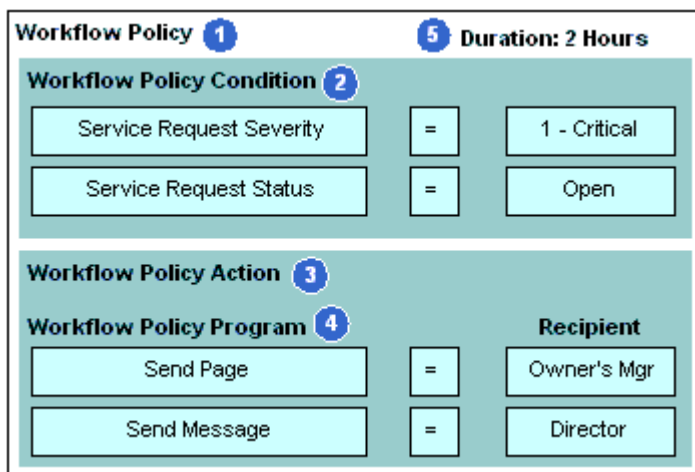 Workflow Policy 1 5 Duration: 2 Hours
Workflow Policy Condition 2
Service Request Severity = 1 - Critical
Service Request Status = Open
Workflow Policy Action 3
Workflow Policy Program 4 Recipient
Send Page = Owner's Mgr
Send Message = Director